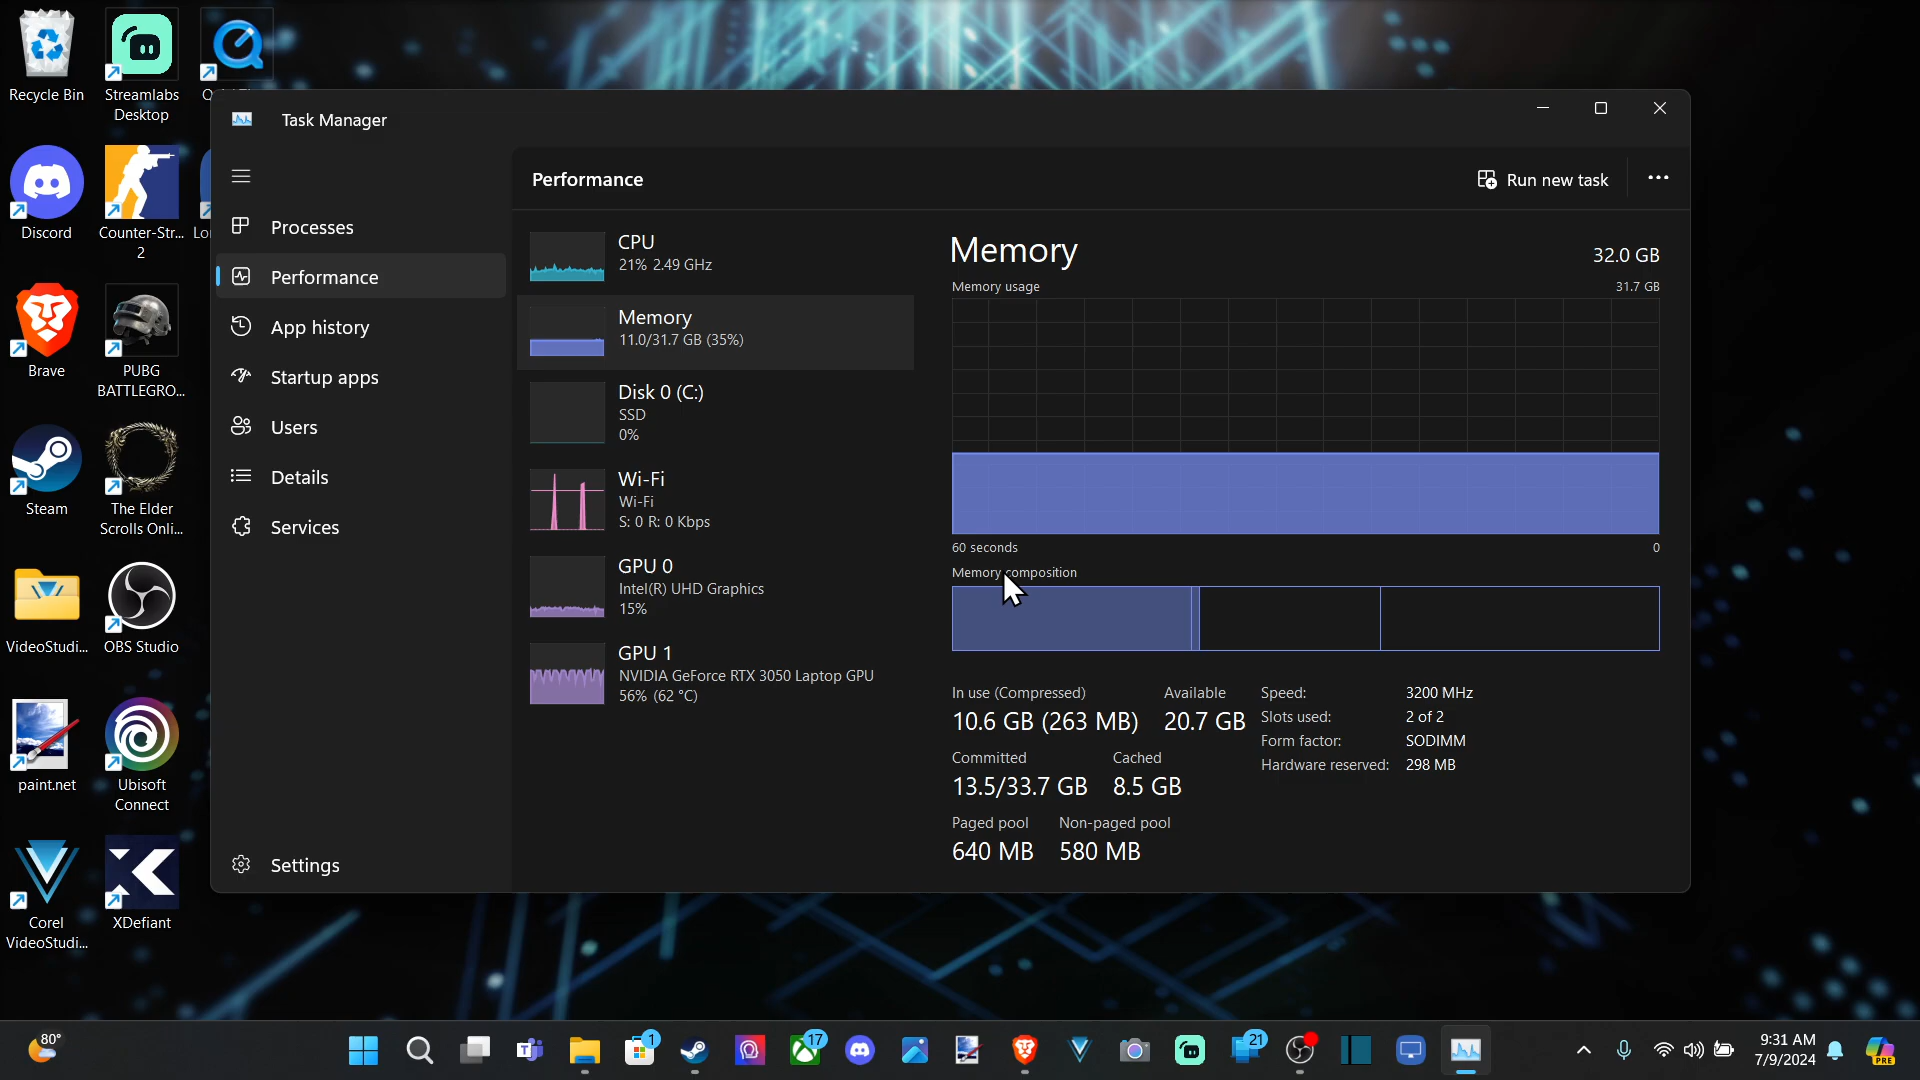 Recycle Bin
Streamlabs
Desktop
Discord
Counter-Str...
2
Brave
PUBG
BATTLEGRO...
Steam
The Elder
Scrolls Onli...
VideoStudi...
OBS Studio
paint.net
Ubisoft
Connect
Corel
VideoStudi...
XDefiant
Task Manager
Processes
Performance
App history
Startup apps
Users
Details
Services
Settings
Performance
Run new task
CPU
21% 2.49 GHz
Memory
11.0/31.7 GB (35%)
Disk 0 (C:)
SSD
0%
Wi-Fi
Wi-Fi
S: 0 R: 0 Kbps
GPU 0
Intel(R) UHD Graphics
15%
GPU 1
NVIDIA GeForce RTX 3050 Laptop GPU
56% (62 °C)
Memory 32.0 GB
Memory usage 31.7 GB
60 seconds 0
Memory composition
In use (Compressed) Available
10.6 GB (263 MB) 20.7 GB
Committed Cached
13.5/33.7 GB 8.5 GB
Paged pool Non-paged pool
640 MB 580 MB
Speed: 3200 MHz
Slots used: 2 of 2
Form factor: SODIMM
Hardware reserved: 298 MB
80°
1
17
21
9:31 AM
7/9/2024
PRE